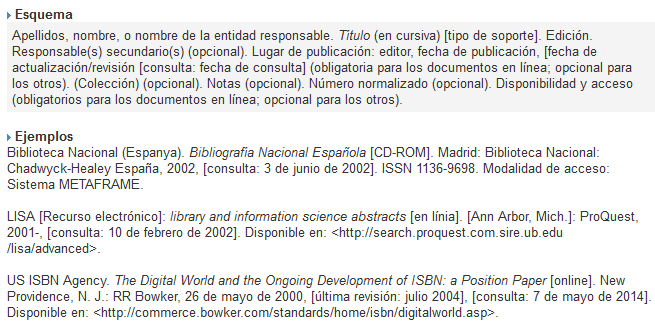 Esquema
Apellidos, nombre, o nombre de la entidad responsable. Título (en cursiva) [tipo de soporte]. Edición.
Responsable(s) secundario(s) (opcional). Lugar de publicación: editor, fecha de publicación, [fecha de
actualización/revisión [consulta: fecha de consulta] (obligatoria para los documentos en línea; opcional para
los otros). (Colección) (opcional). Notas (opcional). Número normalizado (opcional). Disponibilidad y acceso
(obligatorios para los documentos en línea; opcional para los otros).
Ejemplos
Biblioteca Nacional (Espanya). Bibliografia Nacional Española [CD-ROM]. Madrid: Biblioteca Nacional:
Chadwyck-Healey España, 2002, [consulta: 3 de junio de 2002]. ISSN 1136-9698. Modalidad de acceso:
Sistema METAFRAME.
LISA [Recurso electrónico]: library and information science abstracts [en línia]. [Ann Arbor, Mich.]: ProQuest,
2001-, [consulta: 10 de febrero de 2002]. Disponible en: <http://search.proquest.com.sire.ub.edu
/lisa/advanced>.
US ISBN Agency. The Digital World and the Ongoing Development of ISBN: a Position Paper [online]. New
Providence, N. J.: RR Bowker, 26 de mayo de 2000, [última revisión: julio 2004], [consulta: 7 de mayo de 2014].
Disponible en: <http://commerce.bowker.com/standards/home/isbn/digitalworld.asp>.